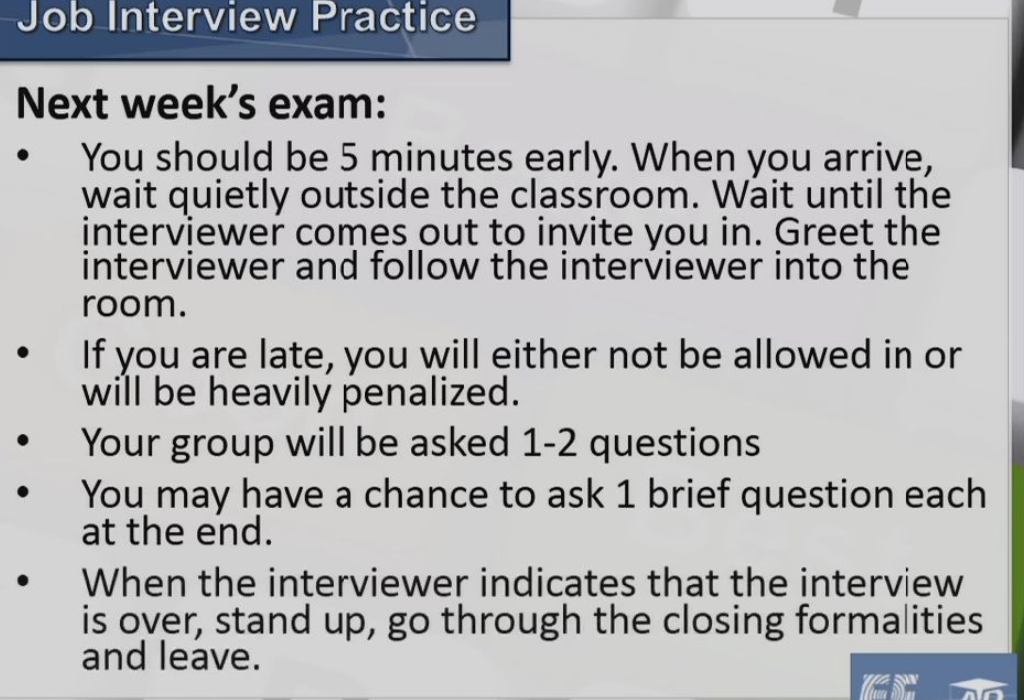 Job Interview Practice
Next week's exam:
• You should be 5 minutes early. When you arrive,
wait quietly outside the classroom. Wait until the
interviewer comes out to invite you in. Greet the
interviewer and follow the interviewer into the
room.
• If you are late, you will either not be allowed in or
will be heavily penalized.
• Your group will be asked 1-2 questions
• You may have a chance to ask 1 brief question each
at the end.
• When the interviewer indicates that the interview
is over, stand up, go through the closing formalities
and leave.